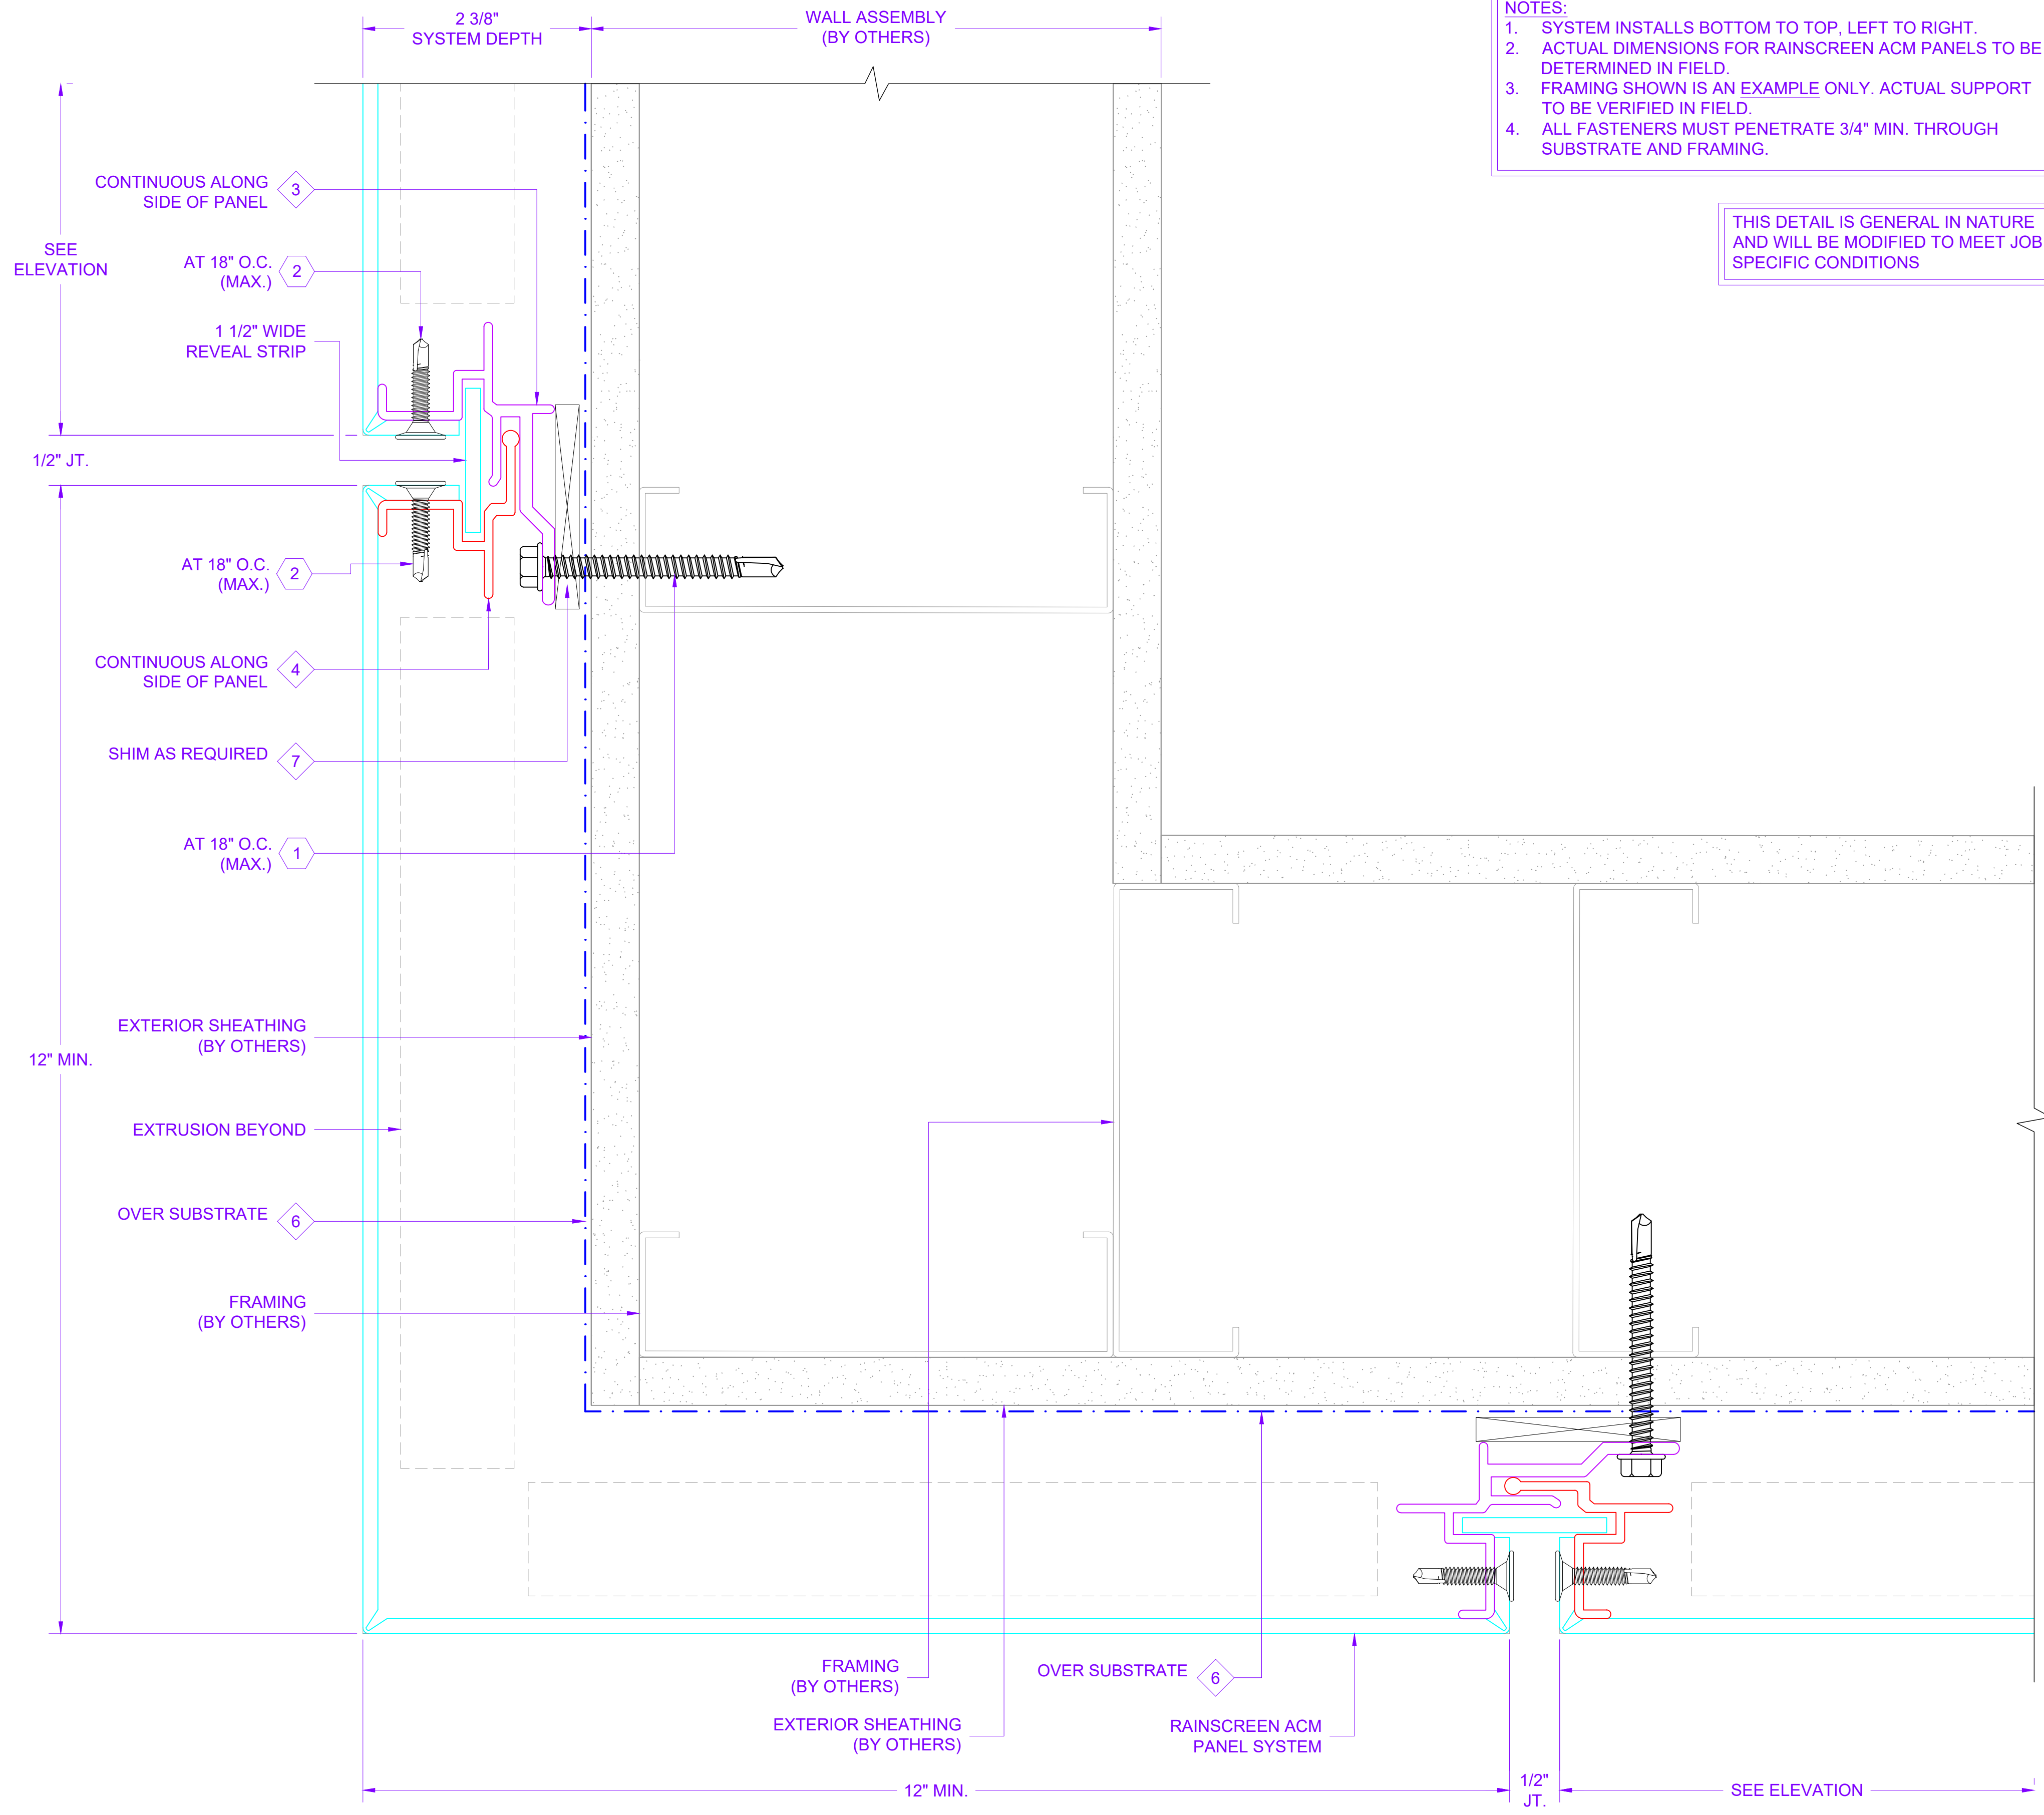 2 3/8"
SYSTEM DEPTH
WALL ASSEMBLY
(BY OTHERS)
NOTES:
1. SYSTEM INSTALLS BOTTOM TO TOP, LEFT TO RIGHT.
2. ACTUAL DIMENSIONS FOR RAINSCREEN ACM PANELS TO BE
DETERMINED IN FIELD.
3. FRAMING SHOWN IS AN EXAMPLE ONLY. ACTUAL SUPPORT
TO BE VERIFIED IN FIELD.
4. ALL FASTENERS MUST PENETRATE 3/4" MIN. THROUGH
SUBSTRATE AND FRAMING.
THIS DETAIL IS GENERAL IN NATURE
AND WILL BE MODIFIED TO MEET JOB
SPECIFIC CONDITIONS
CONTINUOUS ALONG
SIDE OF PANEL
3
SEE
ELEVATION
AT 18" O.C.
(MAX.)
2
1 1/2" WIDE
REVEAL STRIP
1/2" JT.
AT 18" O.C.
(MAX.)
2
CONTINUOUS ALONG
SIDE OF PANEL
4
SHIM AS REQUIRED
7
AT 18" O.C.
(MAX.)
1
EXTERIOR SHEATHING
(BY OTHERS)
12" MIN.
EXTRUSION BEYOND
OVER SUBSTRATE
6
FRAMING
(BY OTHERS)
FRAMING
(BY OTHERS)
OVER SUBSTRATE
6
EXTERIOR SHEATHING
(BY OTHERS)
RAINSCREEN ACM
PANEL SYSTEM
12" MIN.
1/2"
JT.
SEE ELEVATION